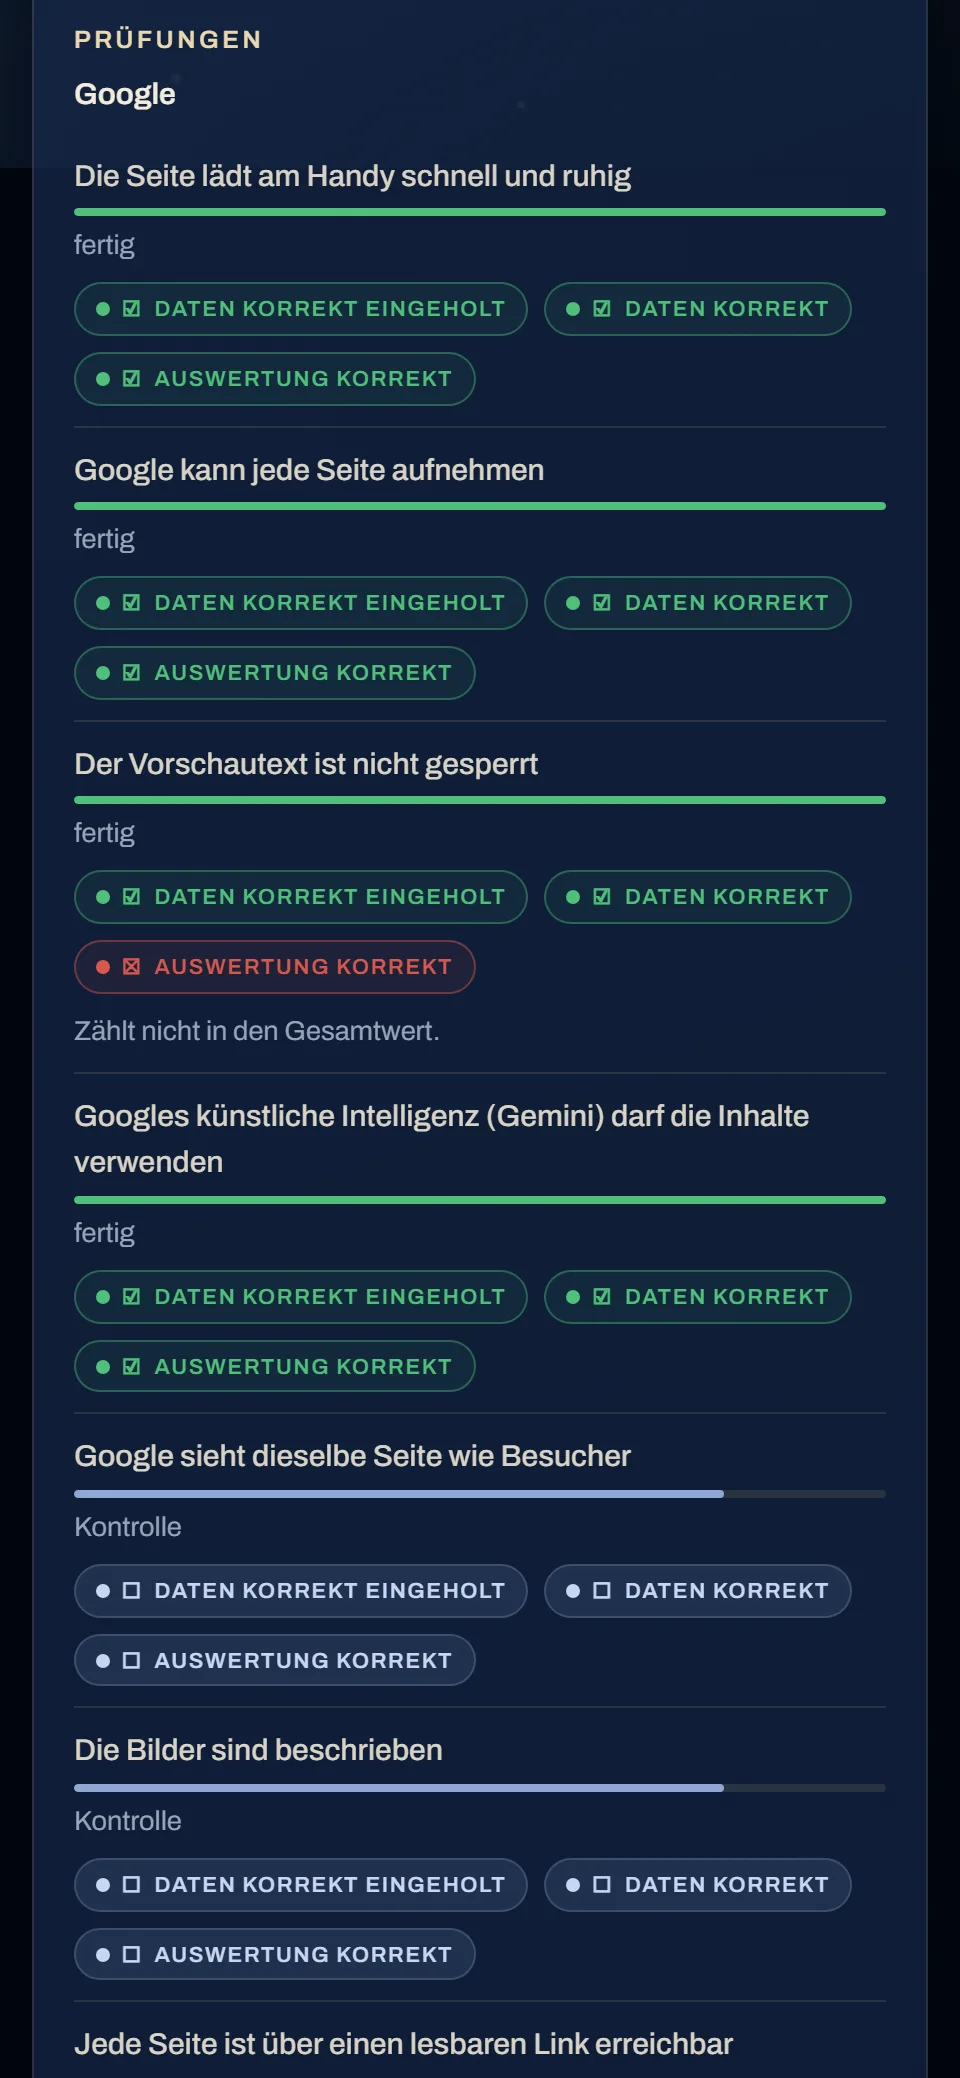 PRÜFUNGEN
Google
Die Seite lädt am Handy schnell und ruhig
fertig
☑ DATEN KORREKT EINGEHOLT ☑ DATEN KORREKT
☑ AUSWERTUNG KORREKT
Google kann jede Seite aufnehmen
fertig
☑ DATEN KORREKT EINGEHOLT ☑ DATEN KORREKT
☑ AUSWERTUNG KORREKT
Der Vorschautext ist nicht gesperrt
fertig
☑ DATEN KORREKT EINGEHOLT ☑ DATEN KORREKT
☒ AUSWERTUNG KORREKT
Zählt nicht in den Gesamtwert.
Googles künstliche Intelligenz (Gemini) darf die Inhalte
verwenden
fertig
☑ DATEN KORREKT EINGEHOLT ☑ DATEN KORREKT
☑ AUSWERTUNG KORREKT
Google sieht dieselbe Seite wie Besucher
Kontrolle
☐ DATEN KORREKT EINGEHOLT ☐ DATEN KORREKT
☐ AUSWERTUNG KORREKT
Die Bilder sind beschrieben
Kontrolle
☐ DATEN KORREKT EINGEHOLT ☐ DATEN KORREKT
☐ AUSWERTUNG KORREKT
Jede Seite ist über einen lesbaren Link erreichbar